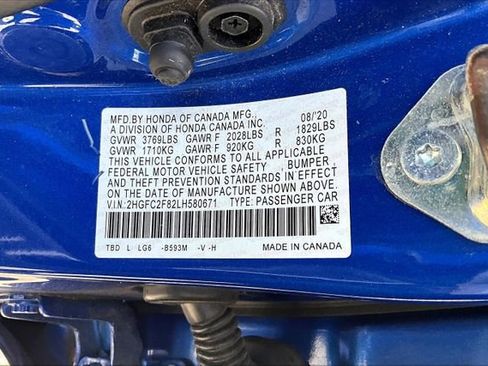 MFD.BY HONDA OF CANADA MFG., 08/'20
A DIVISION OF HONDA CANADA INC.
GVWR 3769LBS GAWR F 2028LBS R 1829LBS
GVWR 1710KG GAWR F 920KG R 830KG
THIS VEHICLE CONFORMS TO ALL APPLICABLE
FEDERAL MOTOR VEHICLE SAFETY , BUMPER ,
AND THEFT PREVENTION STANDARDS IN EFFECT
ON THE DATE OF MANUFACTURE SHOWN ABOVE.
V.I.N: 2HGFC2F82LH580671 TYPE: PASSENGER CAR
TBD L LG6 -B593M -V -H MADE IN CANADA